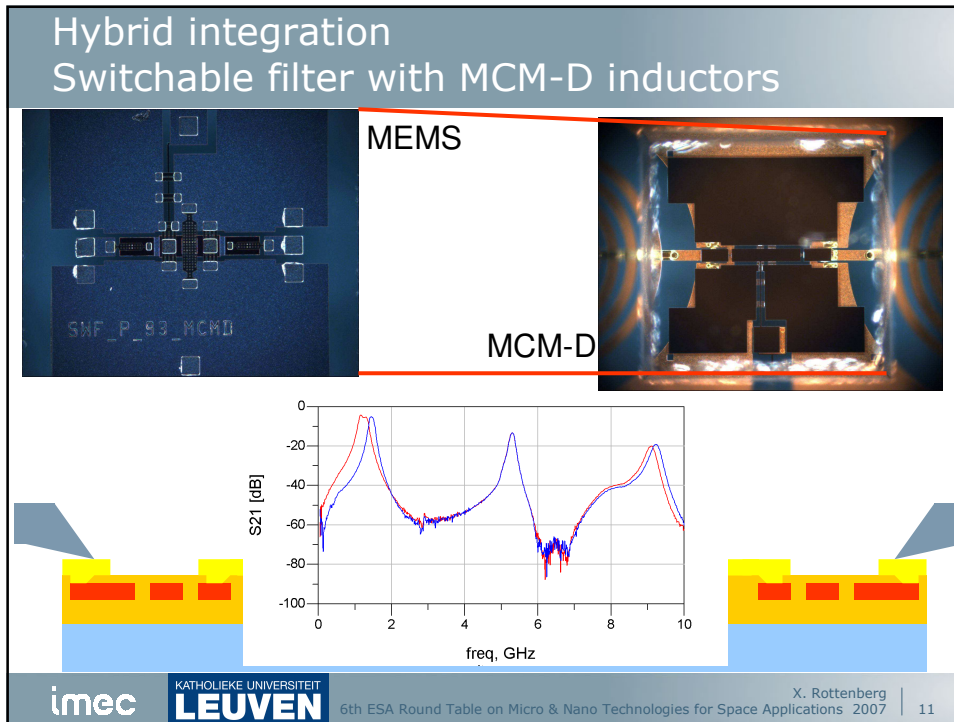 Hybrid integration
Switchable filter with MCM-D inductors
MEMS
SWF_P_93_MCMD
MCM-D
S21 [dB]
0
-20
-40
-60
-80
-100
0 2 4 6 8 10
freq, GHz
imec
KATHOLIEKE UNIVERSITEIT
LEUVEN
X. Rottenberg
6th ESA Round Table on Micro & Nano Technologies for Space Applications 2007
11